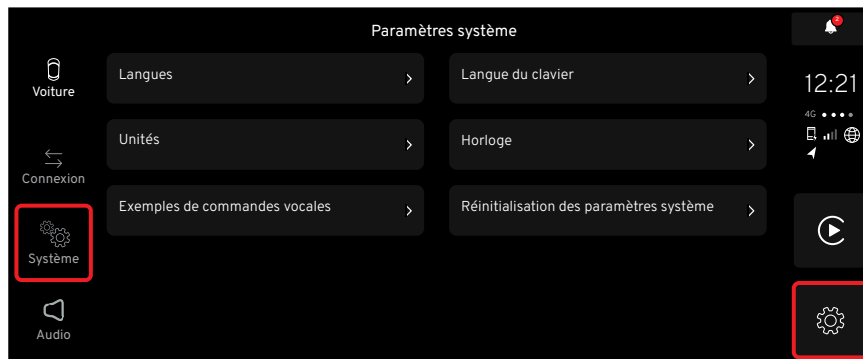 Paramètres système
2
Voiture
Langues
Langue du clavier
12:21
4G
Unités
Horloge
Connexion
Exemples de commandes vocales
Réinitialisation des paramètres système
Système
Audio